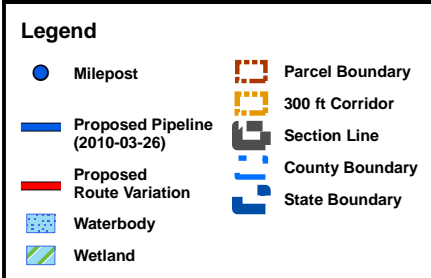 Legend
Milepost
Proposed Pipeline
(2010-03-26)
Proposed
Route Variation
Waterbody
Wetland
Parcel Boundary
300 ft Corridor
Section Line
County Boundary
State Boundary